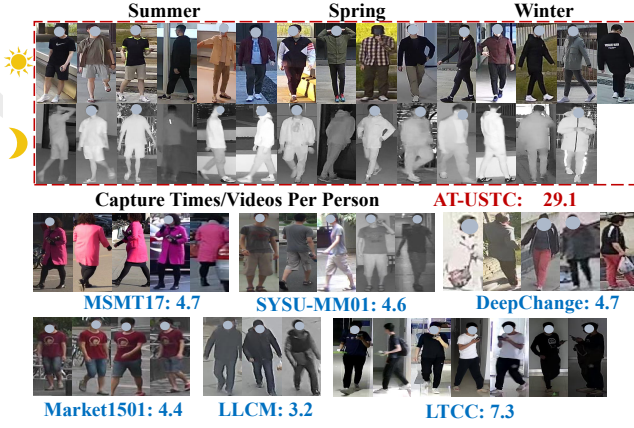 Summer Spring Winter
Capture Times/Videos Per Person AT-USTC: 29.1
MSMT17: 4.7 SYSU-MM01: 4.6 DeepChange: 4.7
Market1501: 4.4 LLCM: 3.2 LTCC: 7.3